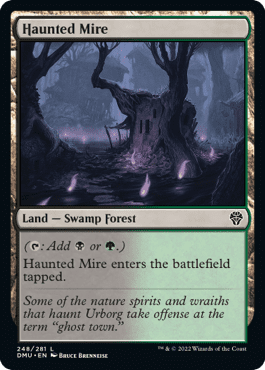 Haunted Mire
Land — Swamp Forest
(: Add or .)
Haunted Mire enters the battlefield
tapped.
Some of the nature spirits and wraiths
that haunt Urborg take offense at the
term "ghost town."
248/281 L
DMU • EN Bruce Brenneise
™ & © 2022 Wizards of the Coast